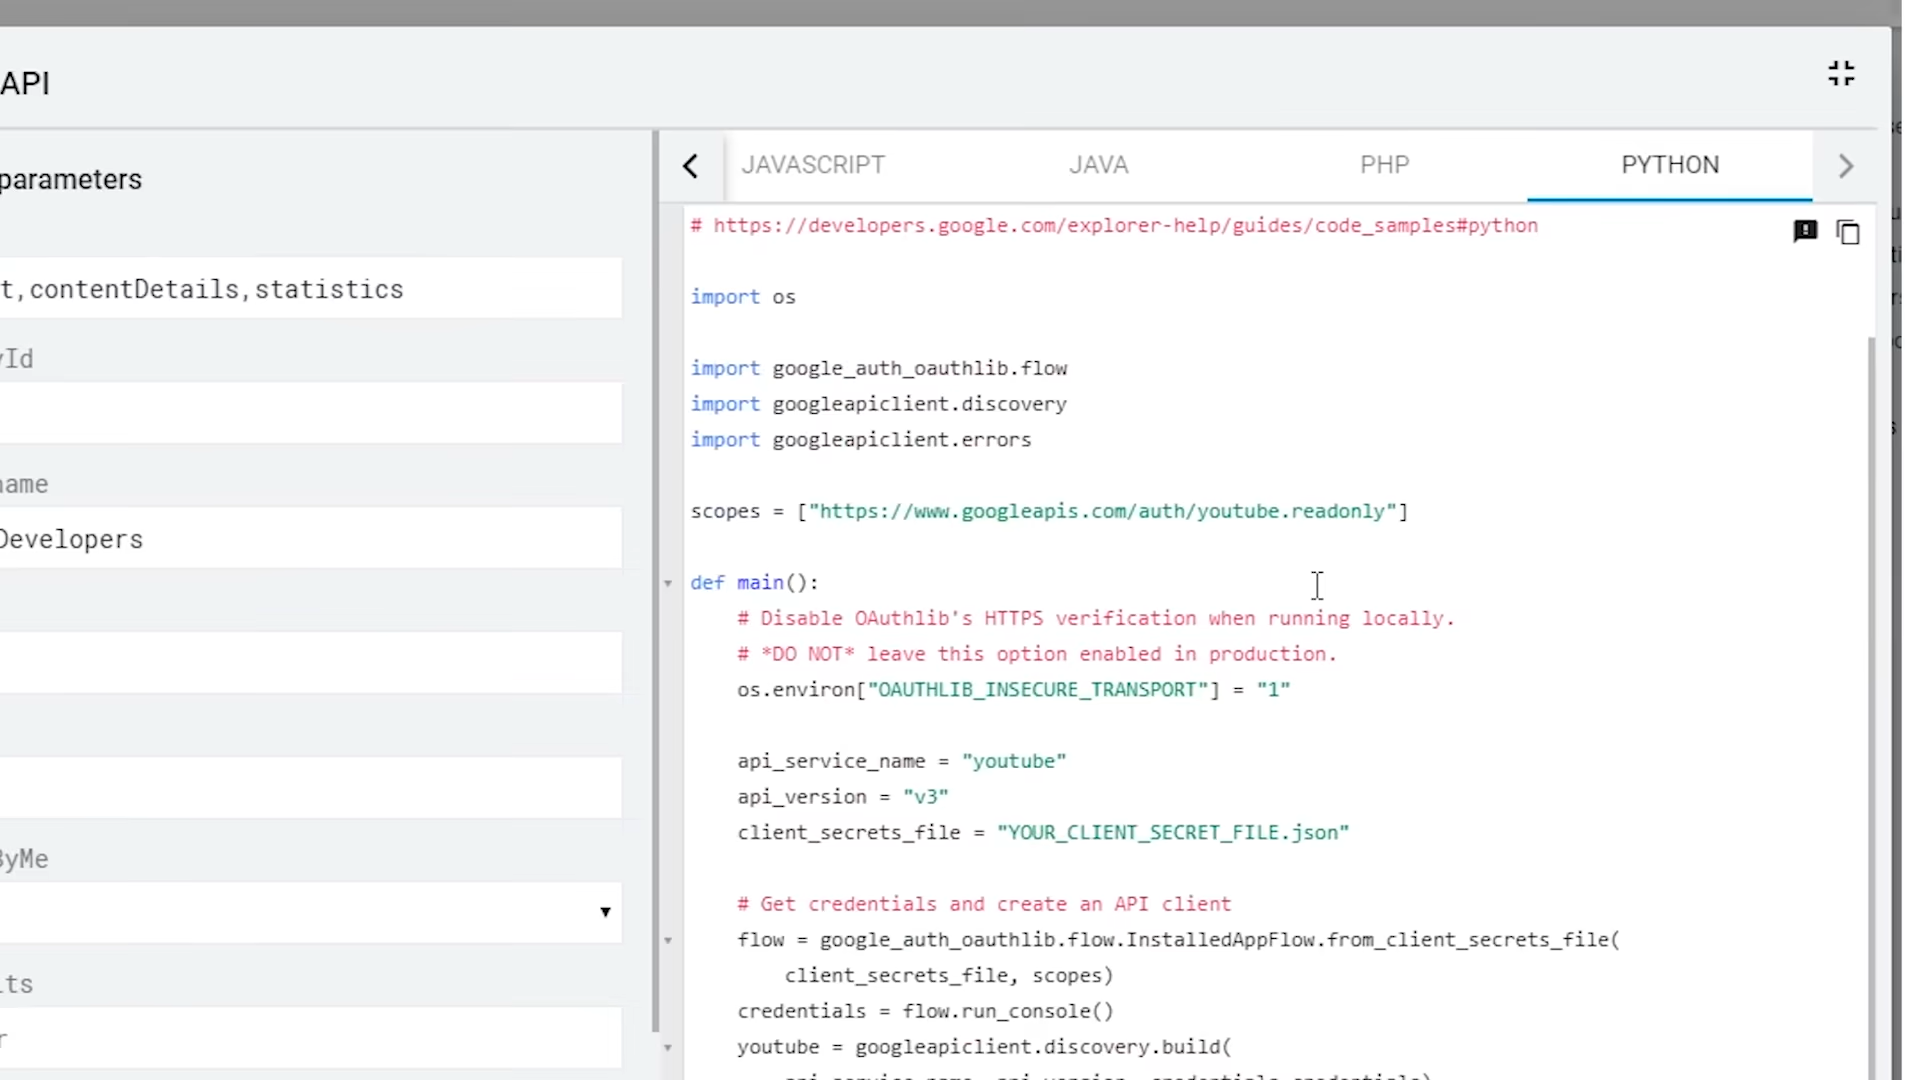 API
parameters
t,contentDetails,statistics
Id
name
Developers
ByMe
lts
r
JAVASCRIPT
JAVA
PHP
PYTHON
# https://developers.google.com/explorer-help/guides/code_samples#python
import os
import google_auth_oauthlib.flow
import googleapiclient.discovery
import googleapiclient.errors
scopes = ["https://www.googleapis.com/auth/youtube.readonly"]
def main():
# Disable OAuthlib's HTTPS verification when running locally.
# *DO NOT* leave this option enabled in production.
os.environ["OAUTHLIB_INSECURE_TRANSPORT"] = "1"
api_service_name = "youtube"
api_version = "v3"
client_secrets_file = "YOUR_CLIENT_SECRET_FILE.json"
# Get credentials and create an API client
flow = google_auth_oauthlib.flow.InstalledAppFlow.from_client_secrets_file(
client_secrets_file, scopes)
credentials = flow.run_console()
youtube = googleapiclient.discovery.build(